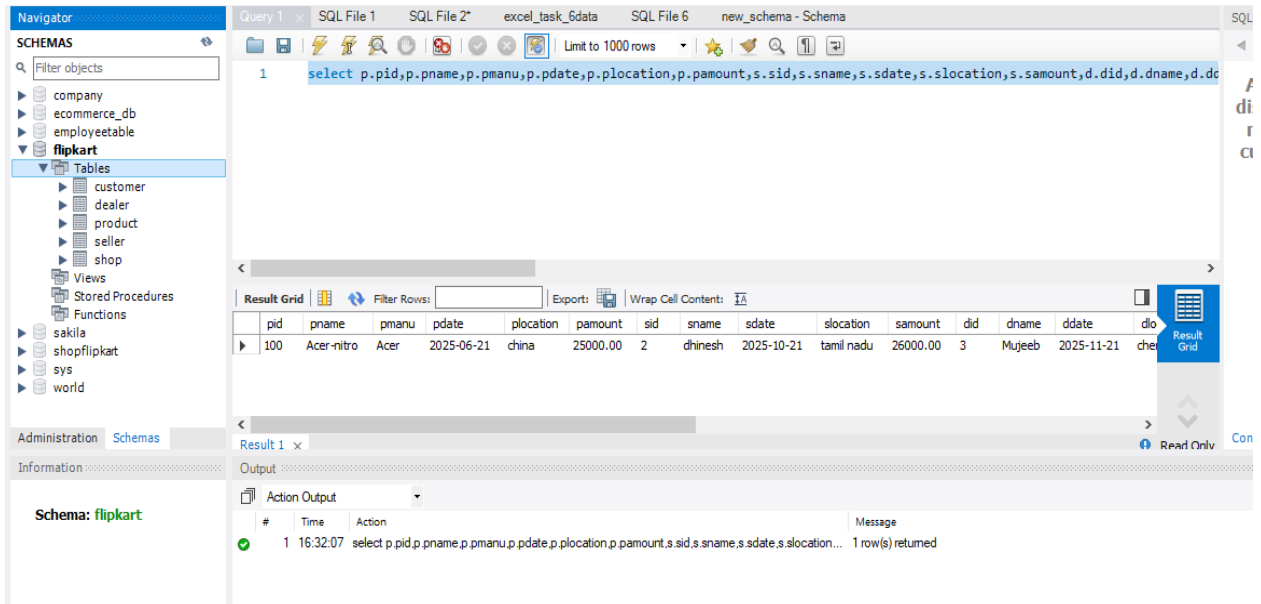 Navigator
SCHEMAS
Filter objects
company
ecommerce_db
employeetable
flipkart
Tables
customer
dealer
product
seller
shop
Views
Stored Procedures
Functions
sakila
shopflipkart
sys
world
Administration Schemas
Information
Schema: flipkart
Query 1 SQL File 1 SQL File 2* excel_task_6data SQL File 6 new_schema - Schema
Limit to 1000 rows
1 select p.pid,p.pname,p.pmanu,p.pdate,p.plocation,p.pamount,s.sid,s.sname,s.sdate,s.slocation,s.samount,d.did,d.dname,d.dd
Result Grid Filter Rows: Export: Wrap Cell Content:
pid pname pmanu pdate plocation pamount sid sname sdate slocation samount did dname ddate dlo
100 Acer-nitro Acer 2025-06-21 china 25000.00 2 dhinesh 2025-10-21 tamil nadu 26000.00 3 Mujeeb 2025-11-21 che
Result
Grid
Result 1 Read Only
Output
Action Output
# Time Action Message
1 16:32:07 select p.pid,p.pname,p.pmanu,p.pdate,p.plocation,p.pamount,s.sid,s.sname,s.sdate,s.slocation... 1 row(s) returned
SQL
di
Con